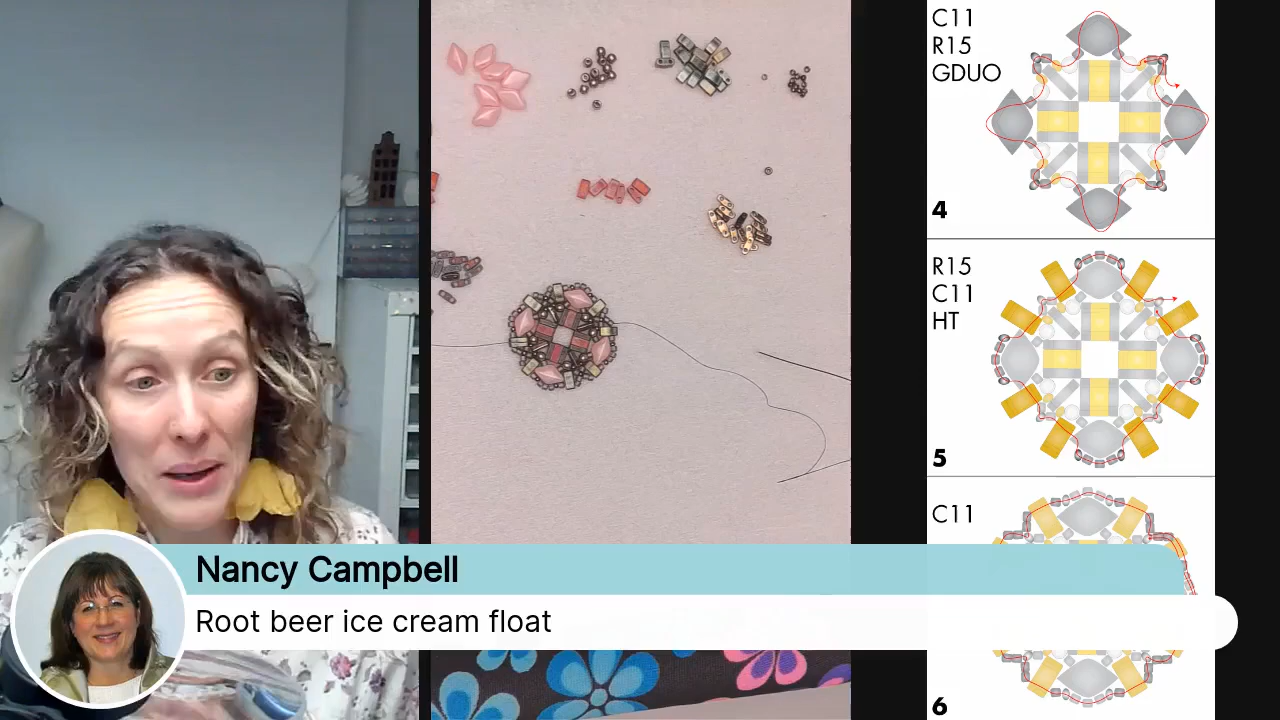 C11
R15
GDUO
4
R15
C11
HT
5
C11
6
Nancy Campbell
Root beer ice cream float